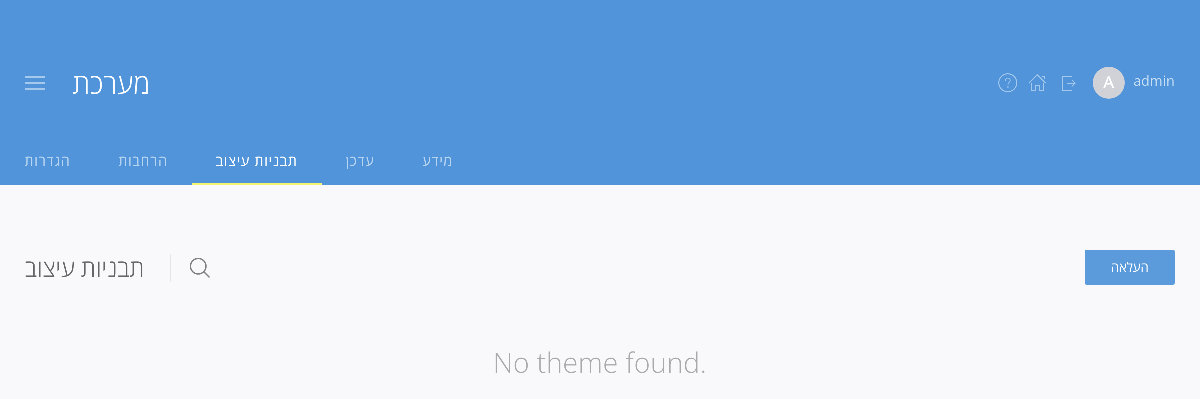 מערכת
A admin
הגדרות הרחבות תבניות עיצוב עדכן מידע
תבניות עיצוב
העלאה
No theme found.